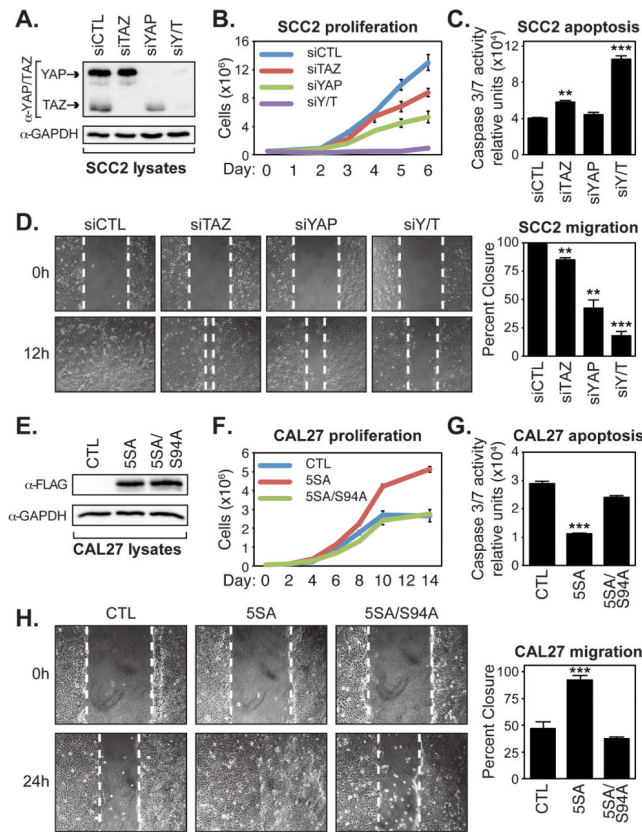 A.
siCTL
siTAZ
siYAP
siY/T
α-YAP/TAZ
YAP
TAZ
α-GAPDH
SCC2 lysates
B.
SCC2 proliferation
siCTL
siTAZ
siYAP
siY/T
Cells (x10⁶)
15
10
5
0
Day: 0 1 2 3 4 5 6
C.
SCC2 apoptosis
Caspase 3/7 activity
relative units (x10⁴)
12
10
8
6
4
2
0
**
***
siCTL
siTAZ
siYAP
siY/T
D.
siCTL siTAZ siYAP siY/T
0h
12h
SCC2 migration
Percent Closure
100
75
50
25
0
**
**
***
siCTL
siTAZ
siYAP
siY/T
E.
CTL
5SA
5SA/
S94A
α-FLAG
α-GAPDH
CAL27 lysates
F.
CAL27 proliferation
CTL
5SA
5SA/S94A
Cells (x10⁶)
6
5
4
3
2
1
0
Day: 0 2 4 6 8 10 12 14
G.
CAL27 apoptosis
Caspase 3/7 activity
relative units (x10⁴)
4
3
2
1
0
***
CTL
5SA
5SA/
S94A
H.
CTL 5SA 5SA/S94A
0h
24h
CAL27 migration
Percent Closure
100
75
50
25
0
***
CTL
5SA
5SA/
S94A